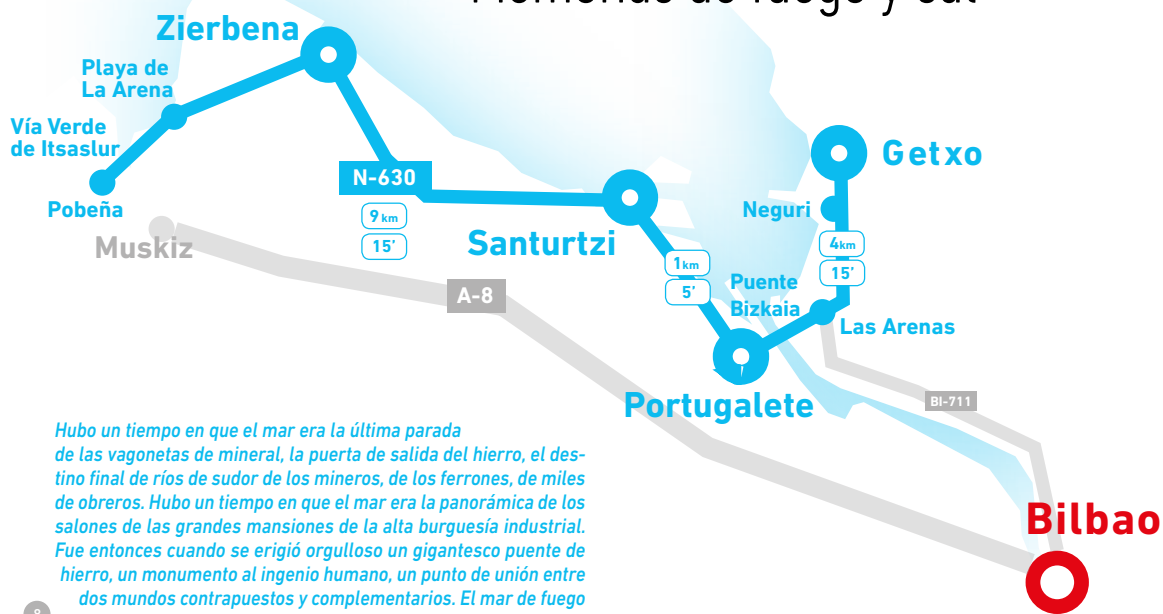 Memorias de fuego y sal
Zierbena
Playa de
La Arena
Vía Verde
de Itsaslur
Pobeña
Muskiz
N-630
9 km
15'
Santurtzi
A-8
1 km
5'
Getxo
Neguri
4 km
15'
Puente
Bizkaia
Las Arenas
Portugalete
BI-711
Bilbao
Hubo un tiempo en que el mar era la última parada
de las vagonetas de mineral, la puerta de salida del hierro, el des-
tino final de ríos de sudor de los mineros, de los ferrones, de miles
de obreros. Hubo un tiempo en que el mar era la panorámica de los
salones de las grandes mansiones de la alta burguesía industrial.
Fue entonces cuando se erigió orgulloso un gigantesco puente de
hierro, un monumento al ingenio humano, un punto de unión entre
dos mundos contrapuestos y complementarios. El mar de fuego
8